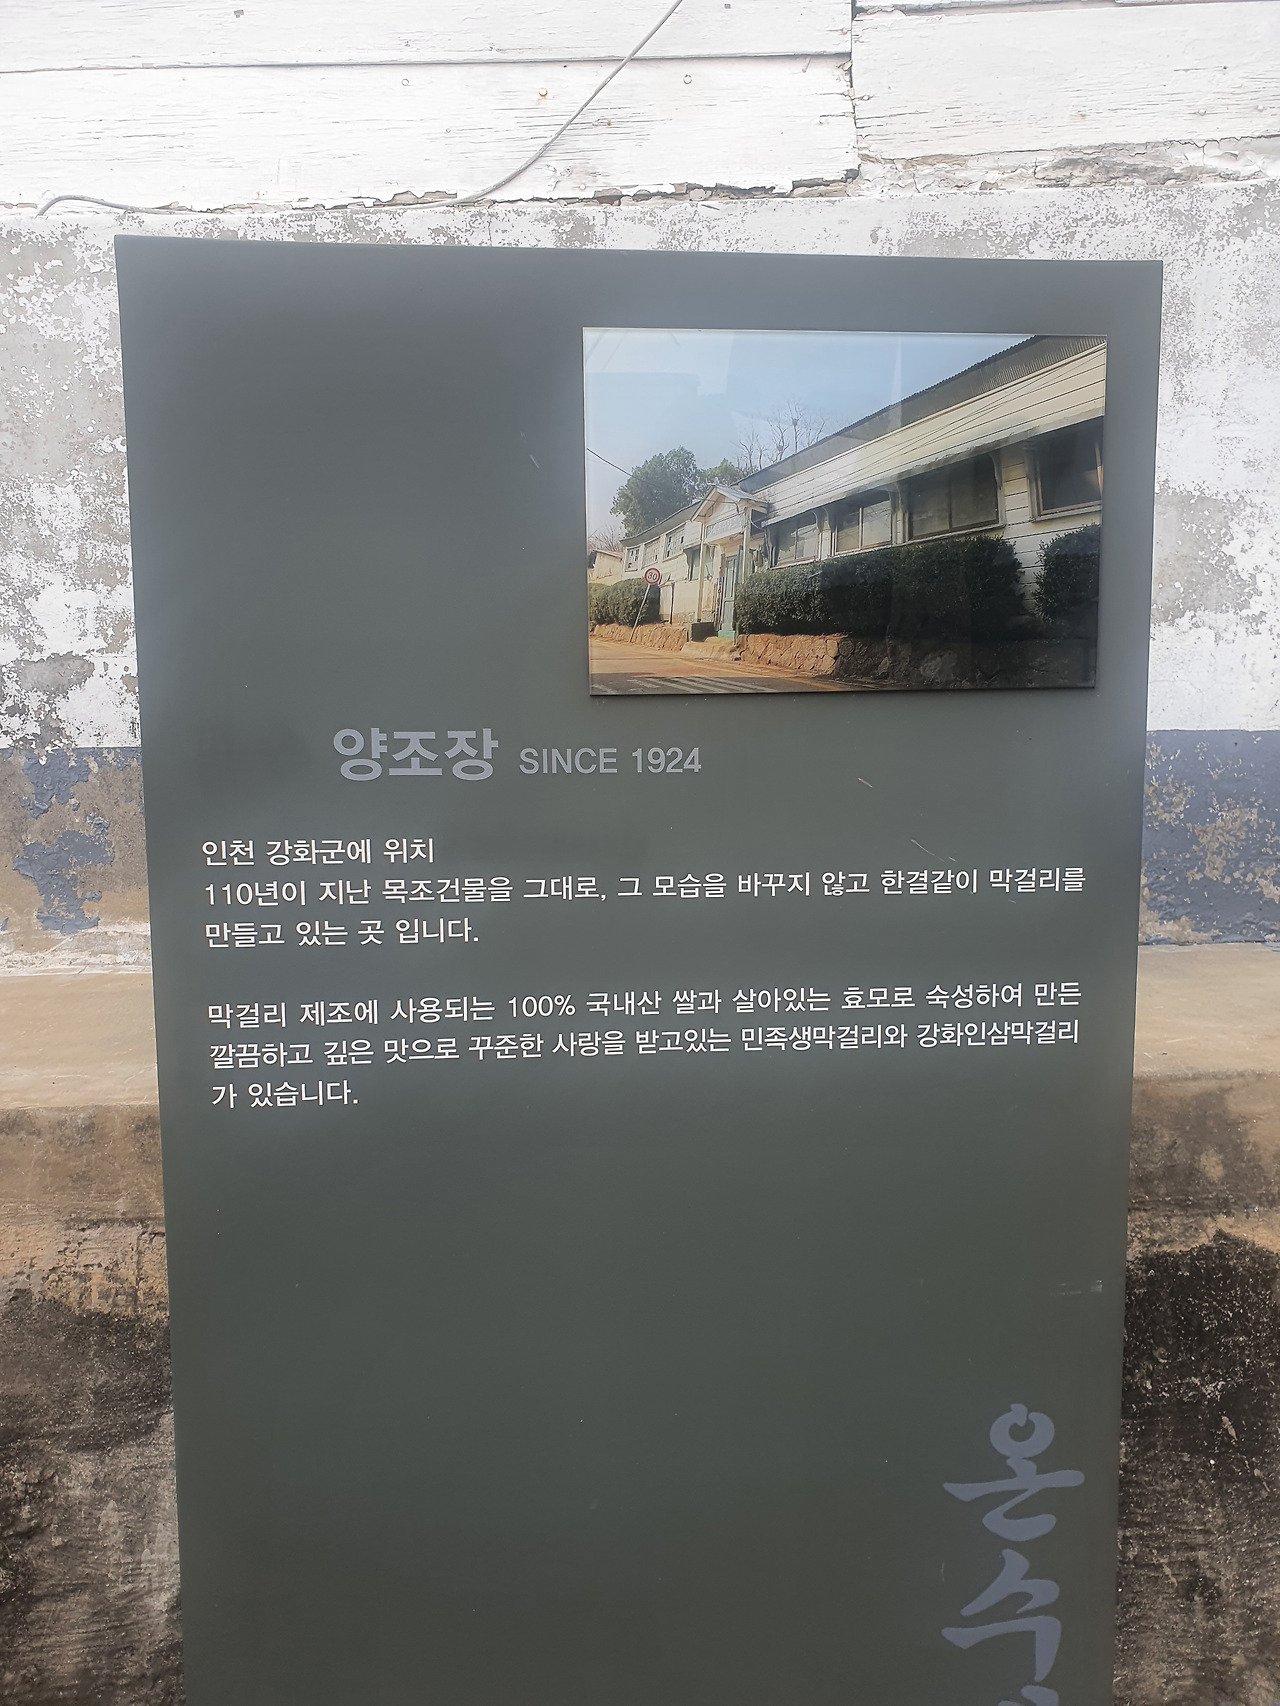 양조장 SINCE 1924
인천 강화군에 위치
110년이 지난 목조건물을 그대로, 그 모습을 바꾸지 않고 한결같이 막걸리를
만들고 있는 곳 입니다.
막걸리 제조에 사용되는 100% 국내산 쌀과 살아있는 효모로 숙성하여 만든
깔끔하고 깊은 맛으로 꾸준한 사랑을 받고있는 민족생막걸리와 강화인삼막걸리
가 있습니다.
온수